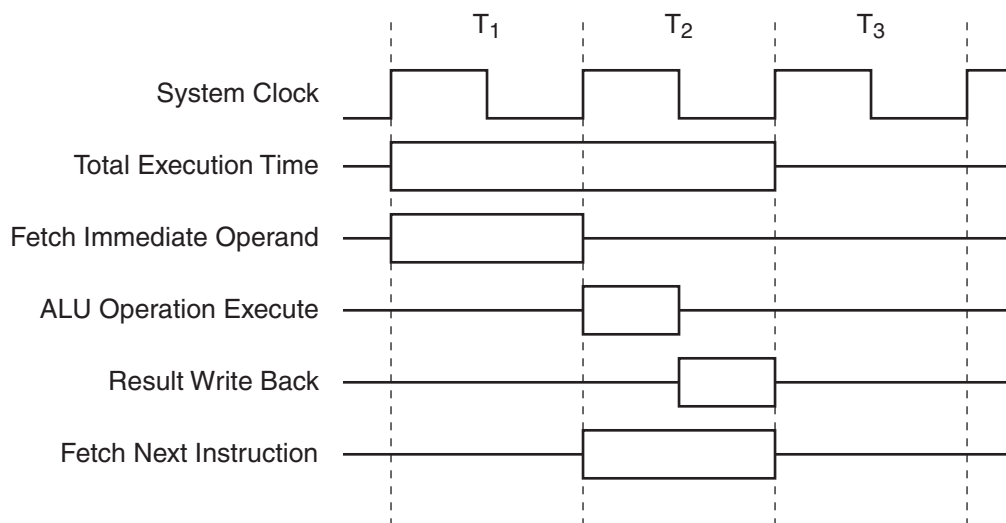 T1 T2 T3
System Clock
Total Execution Time
Fetch Immediate Operand
ALU Operation Execute
Result Write Back
Fetch Next Instruction